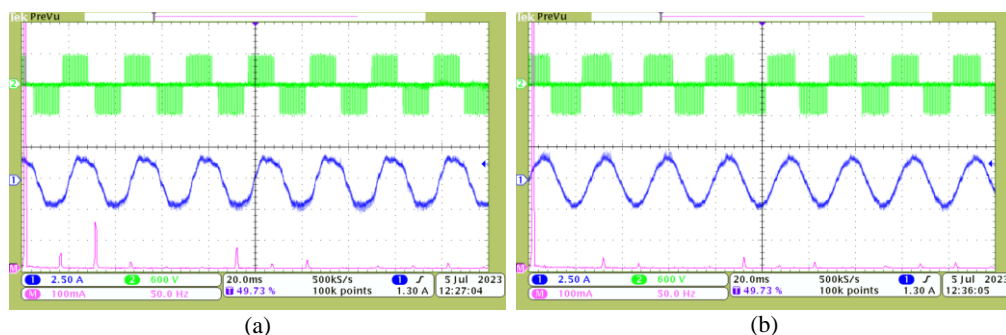 Tek PreVu
2
1
M
1 2.50 A 2 600 V 20.0ms 500kS/s 1 5 Jul 2023
M 100mA 50.0 Hz T 49.73 % 100k points 1.30 A 12:27:04
(a)
PreVu
2
1
M
1 2.50 A 2 600 V 20.0ms 500kS/s 1 5 Jul 2023
M 100mA 50.0 Hz T 49.73 % 100k points 1.30 A 12:36:05
(b)